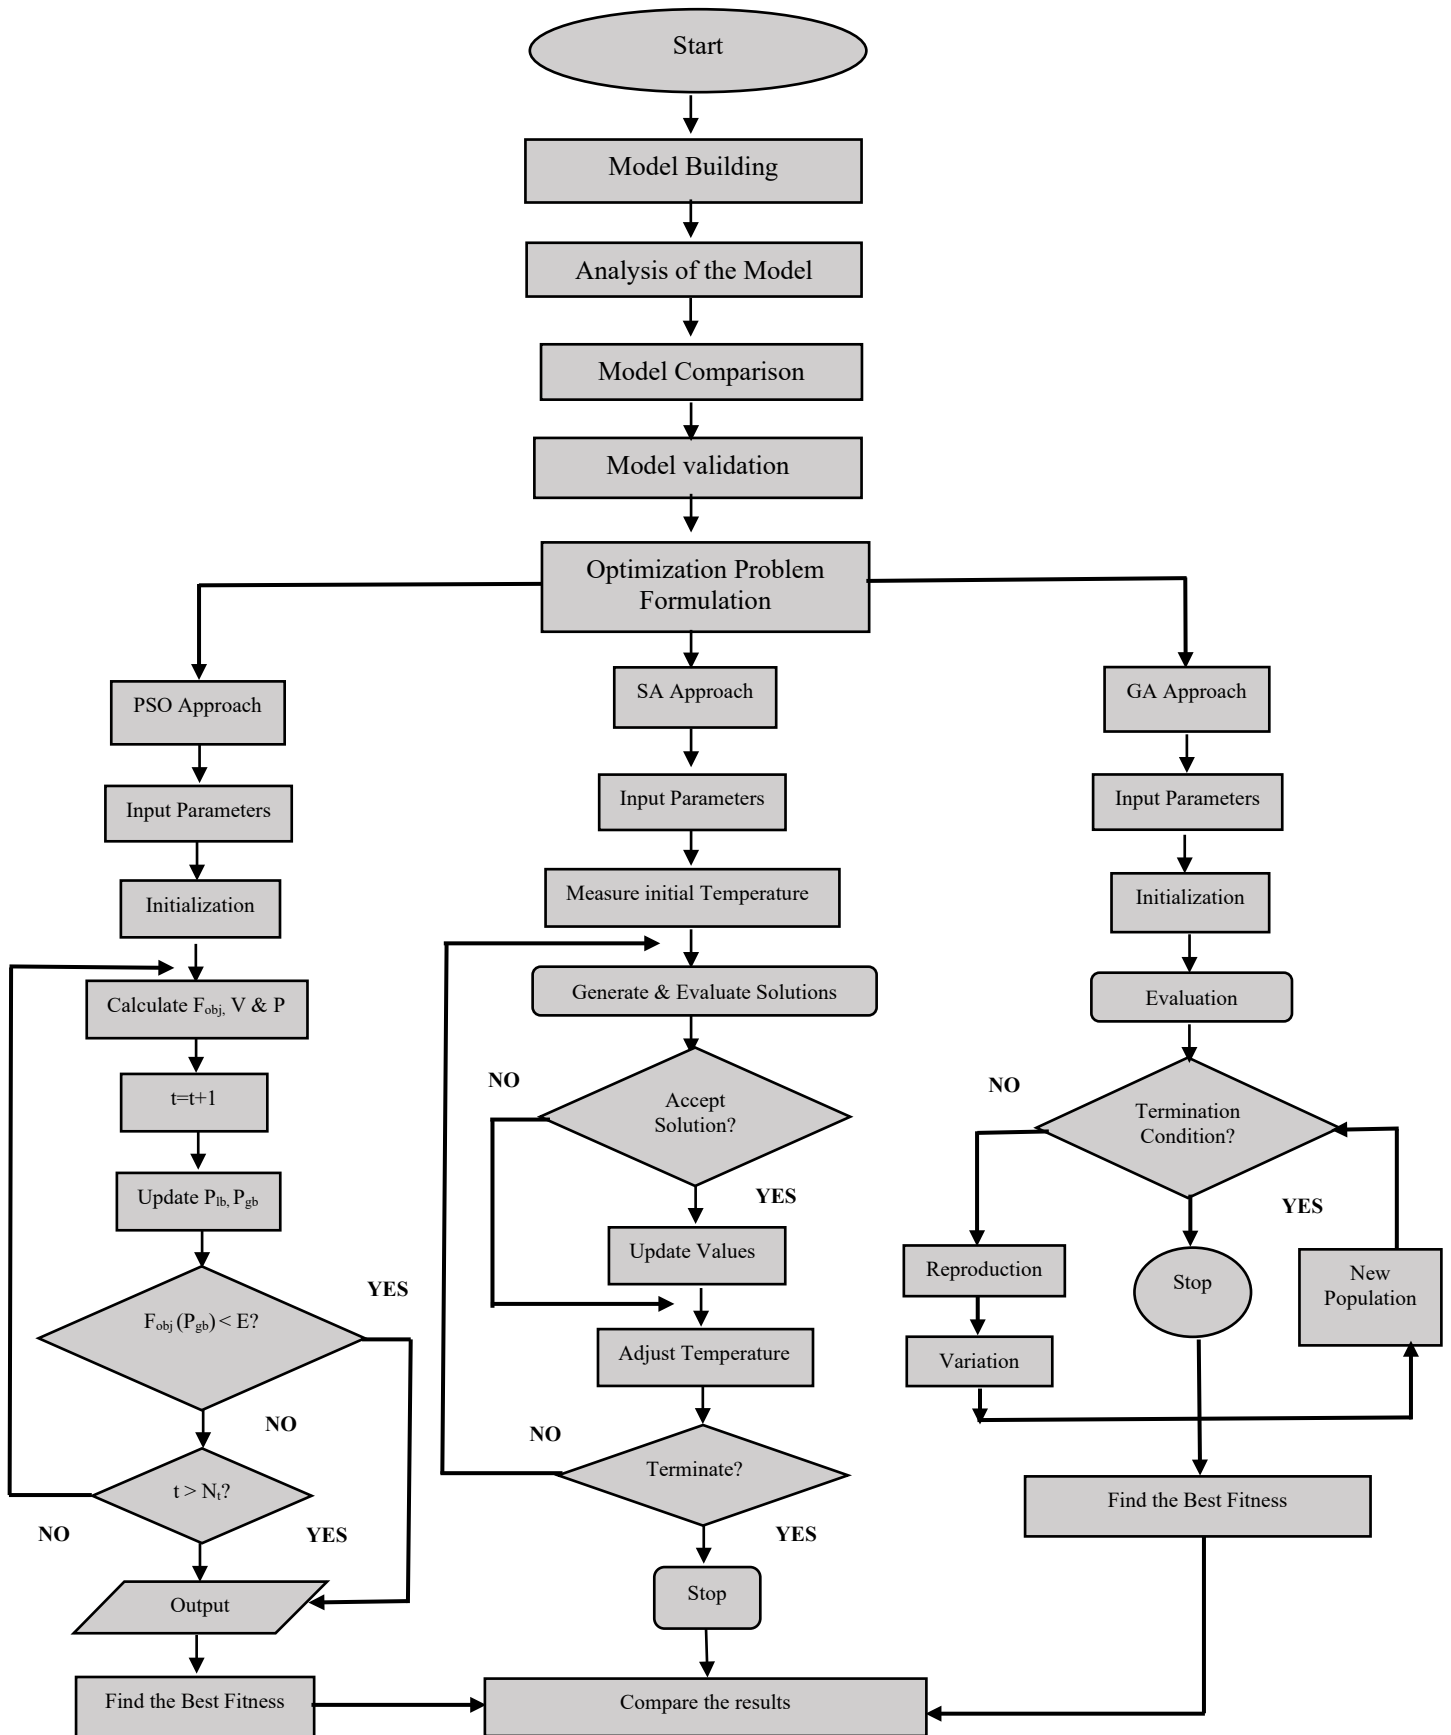 Start
Model Building
Analysis of the Model
Model Comparison
Model validation
Optimization Problem
Formulation
PSO Approach
Input Parameters
Initialization
Calculate Fobj, V & P
t=t+1
Update Plb, Pgb
Fobj (Pgb) < E?
YES
NO
t > Nt?
NO
YES
Output
Find the Best Fitness
SA Approach
Input Parameters
Measure initial Temperature
Generate & Evaluate Solutions
NO
Accept
Solution?
YES
Update Values
Adjust Temperature
NO
Terminate?
YES
Stop
Compare the results
GA Approach
Input Parameters
Initialization
Evaluation
NO
Termination
Condition?
YES
Reproduction
Variation
Stop
New
Population
Find the Best Fitness